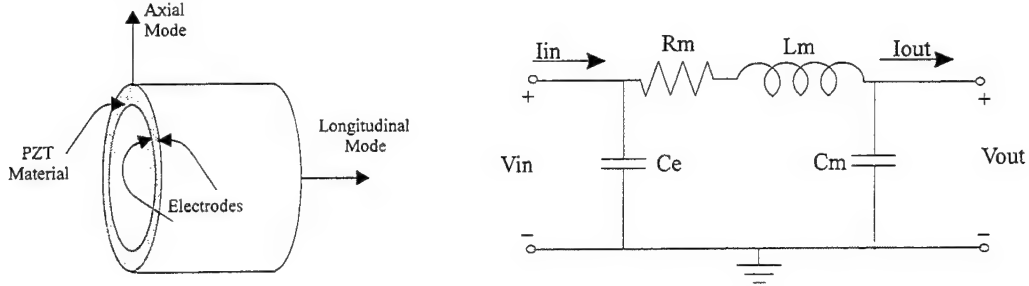 Axial
Mode
PZT
Material
Longitudinal
Mode
Electrodes
Iin
Rm
Lm
Iout
+
+
Vin
Ce
Cm
Vout
−
−